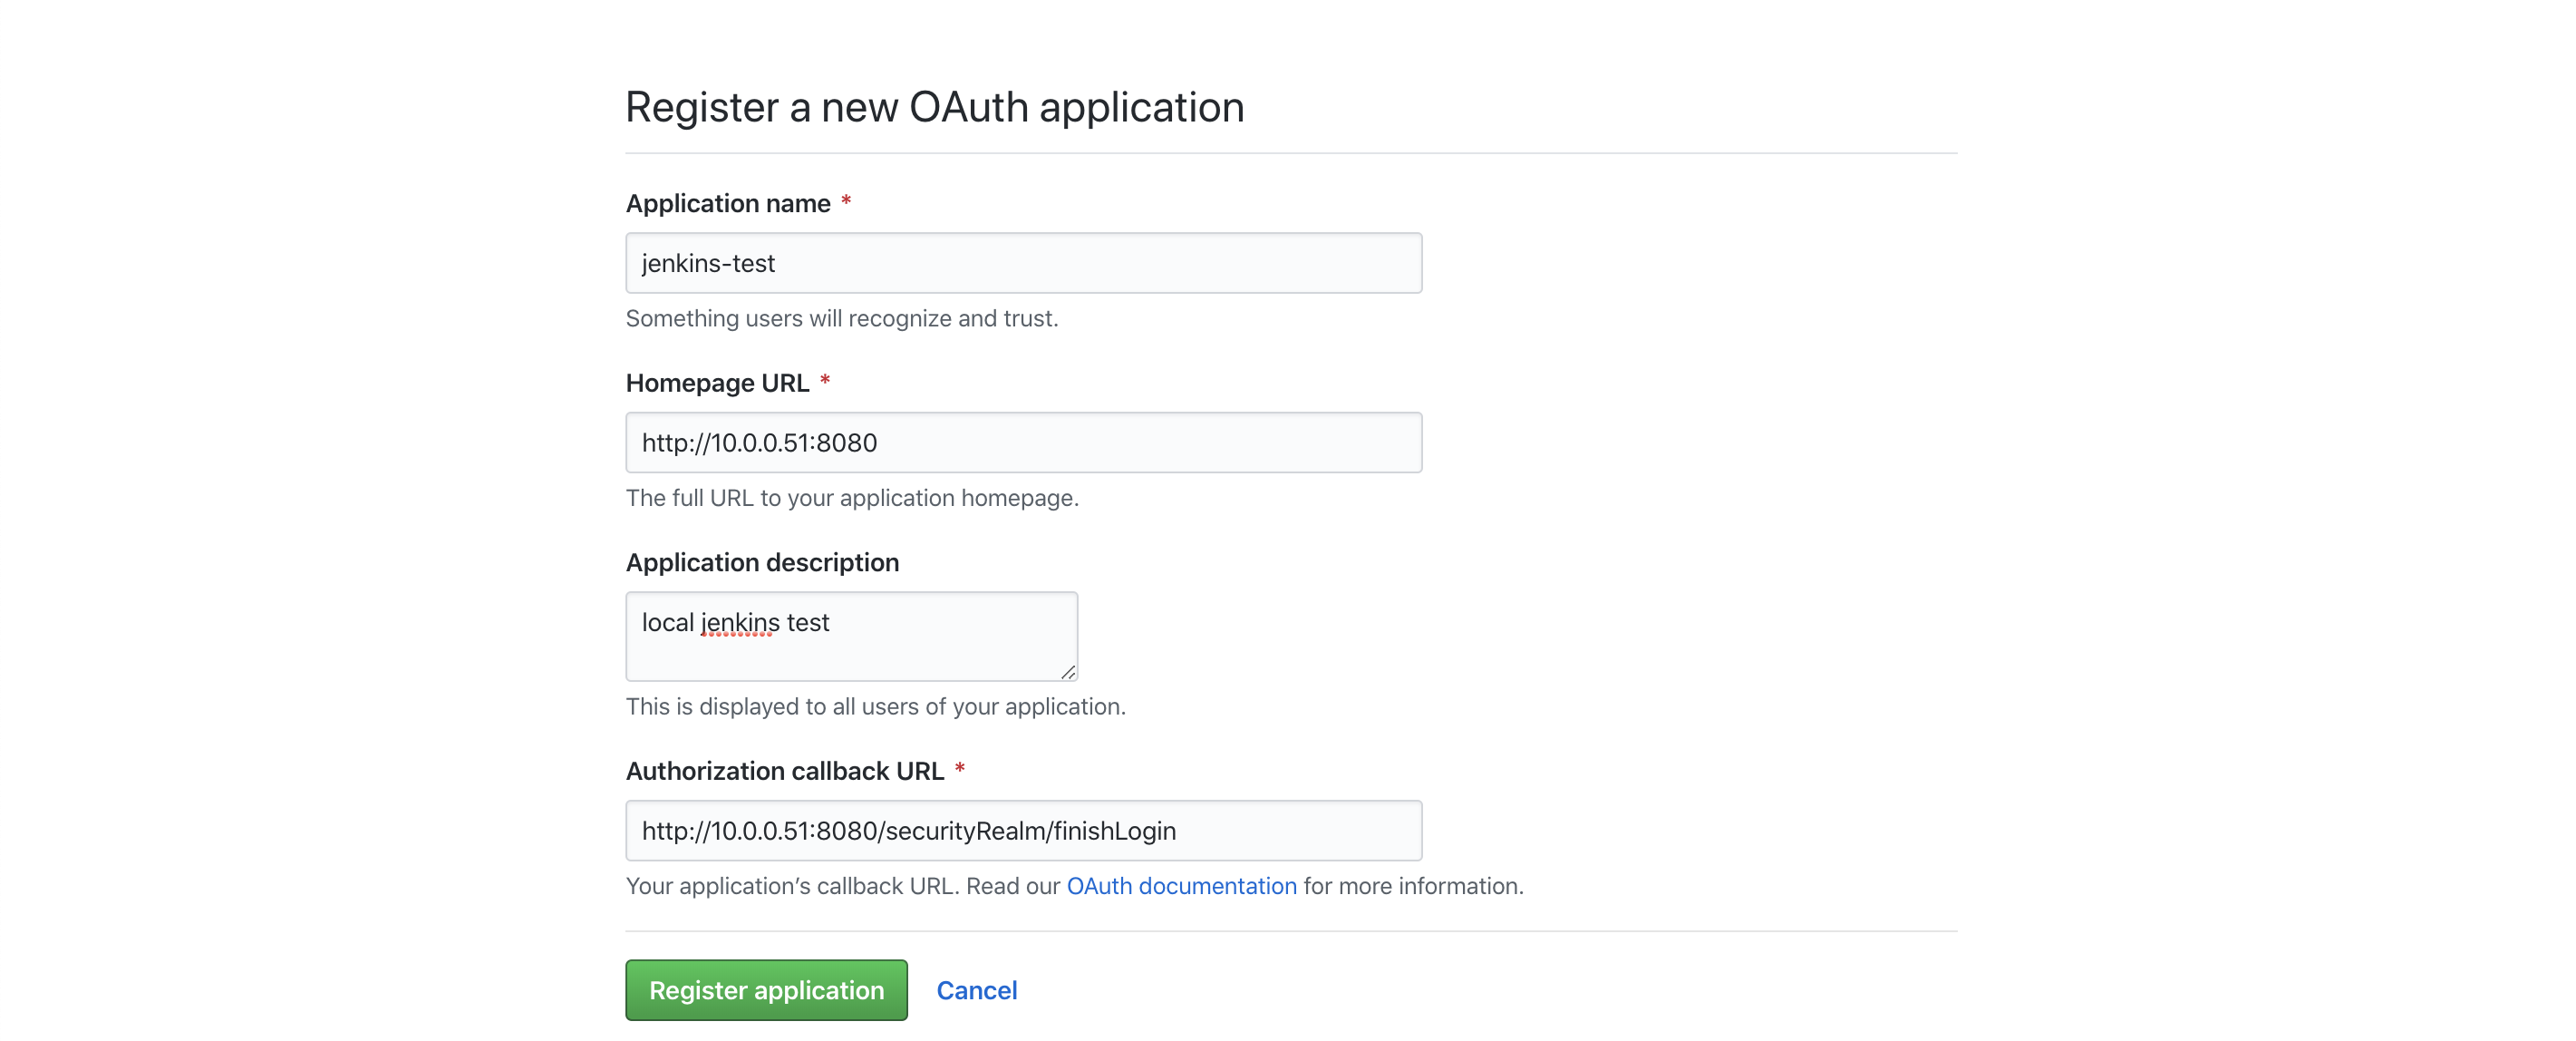 Register a new OAuth application
Application name *
jenkins-test
Something users will recognize and trust.
Homepage URL *
http://10.0.0.51:8080
The full URL to your application homepage.
Application description
local jenkins test
This is displayed to all users of your application.
Authorization callback URL *
http://10.0.0.51:8080/securityRealm/finishLogin
Your application’s callback URL. Read our OAuth documentation for more information.
Register application Cancel